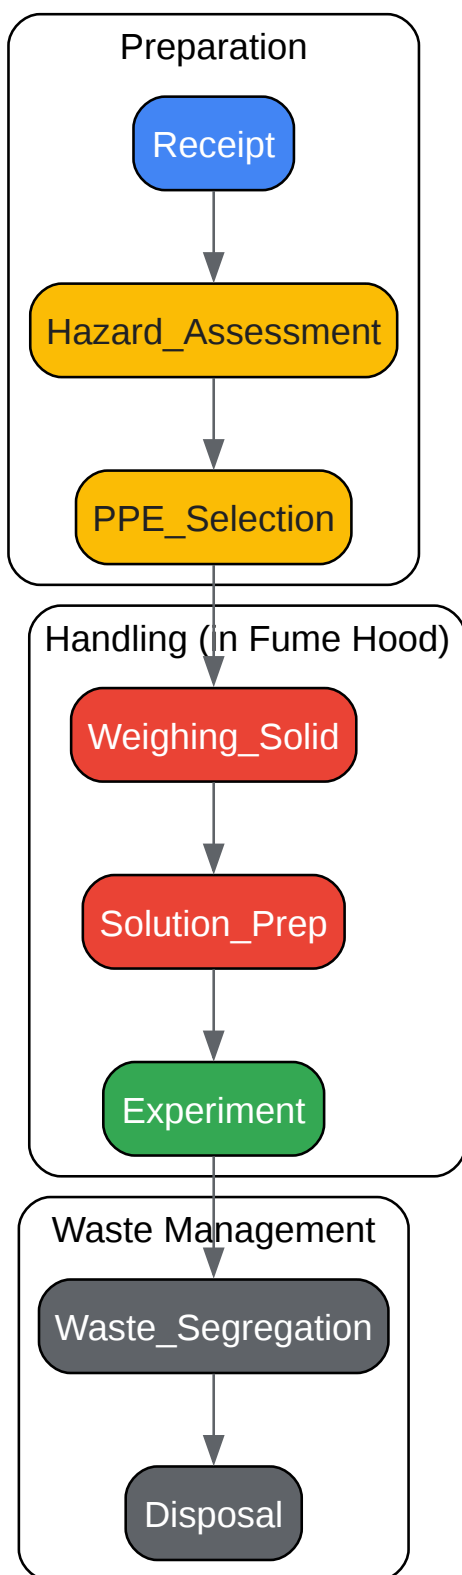 Preparation
Receipt
Hazard_Assessment
PPE_Selection
Handling (in Fume Hood)
Weighing_Solid
Solution_Prep
Experiment
Waste Management
Waste_Segregation
Disposal